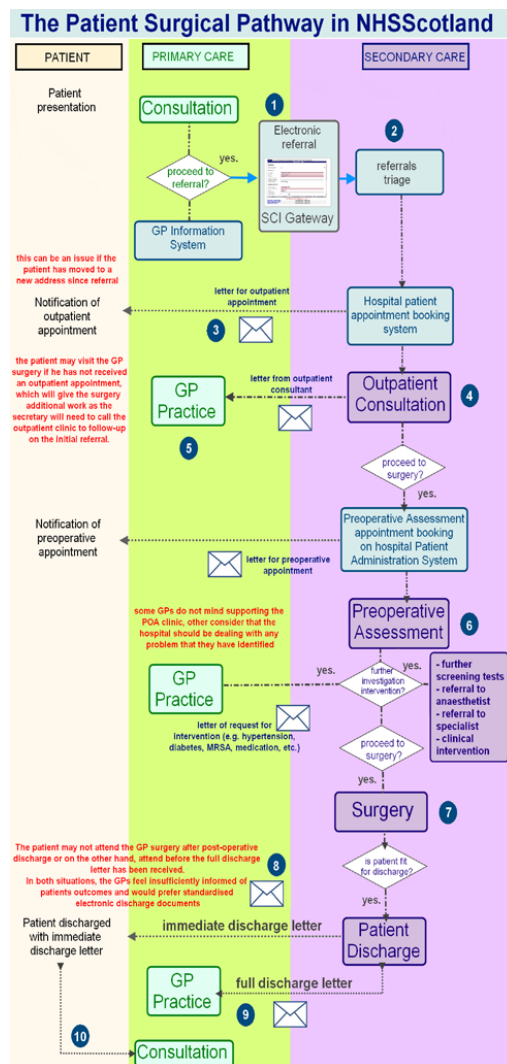 The Patient Surgical Pathway in NHSScotland
PATIENT
PRIMARY CARE
SECONDARY CARE
Patient
presentation
Consultation
1
Electronic
referral
SCI Gateway
2
referrals
triage
yes.
proceed to
referral?
GP Information
System
this can be an issue if the
patient has moved to a
new address since referral
Notification of
outpatient
appointment
letter for outpatient
appointment
3
Hospital patient
appointment booking
system
the patient may visit the GP
surgery if he has not received
an outpatient appointment,
which will give the surgery
additional work as the
secretary will need to call the
outpatient clinic to follow-up
on the initial referral.
GP
Practice
5
letter from outpatient
consultant
Outpatient
Consultation
4
proceed to
surgery?
yes.
Notification of
preoperative
appointment
letter for preoperative
appointment
Preoperative Assessment
appointment booking
on hospital Patient
Administration System
some GPs do not mind supporting the
POA clinic, other consider that the
hospital should be dealing with any
problem that they have identified
Preoperative
Assessment
6
GP
Practice
yes.
further
investigation
intervention?
yes.
- further
screening tests
- referral to
anaesthetist
- referral to
specialist
- clinical
intervention
letter of request for
intervention (e.g. hypertension,
diabetes, MRSA, medication, etc.)
proceed to
surgery?
yes.
Surgery
7
The patient may not attend the GP surgery after post-operative
discharge or on the other hand, attend before the full discharge
letter has been received.
In both situations, the GPs feel insufficiently informed of
patients outcomes and would prefer standardised
electronic discharge documents
8
is patient fit
for discharge?
yes.
Patient discharged
with immediate
discharge letter
immediate discharge letter
Patient
Discharge
GP
Practice
full discharge letter
9
10
Consultation